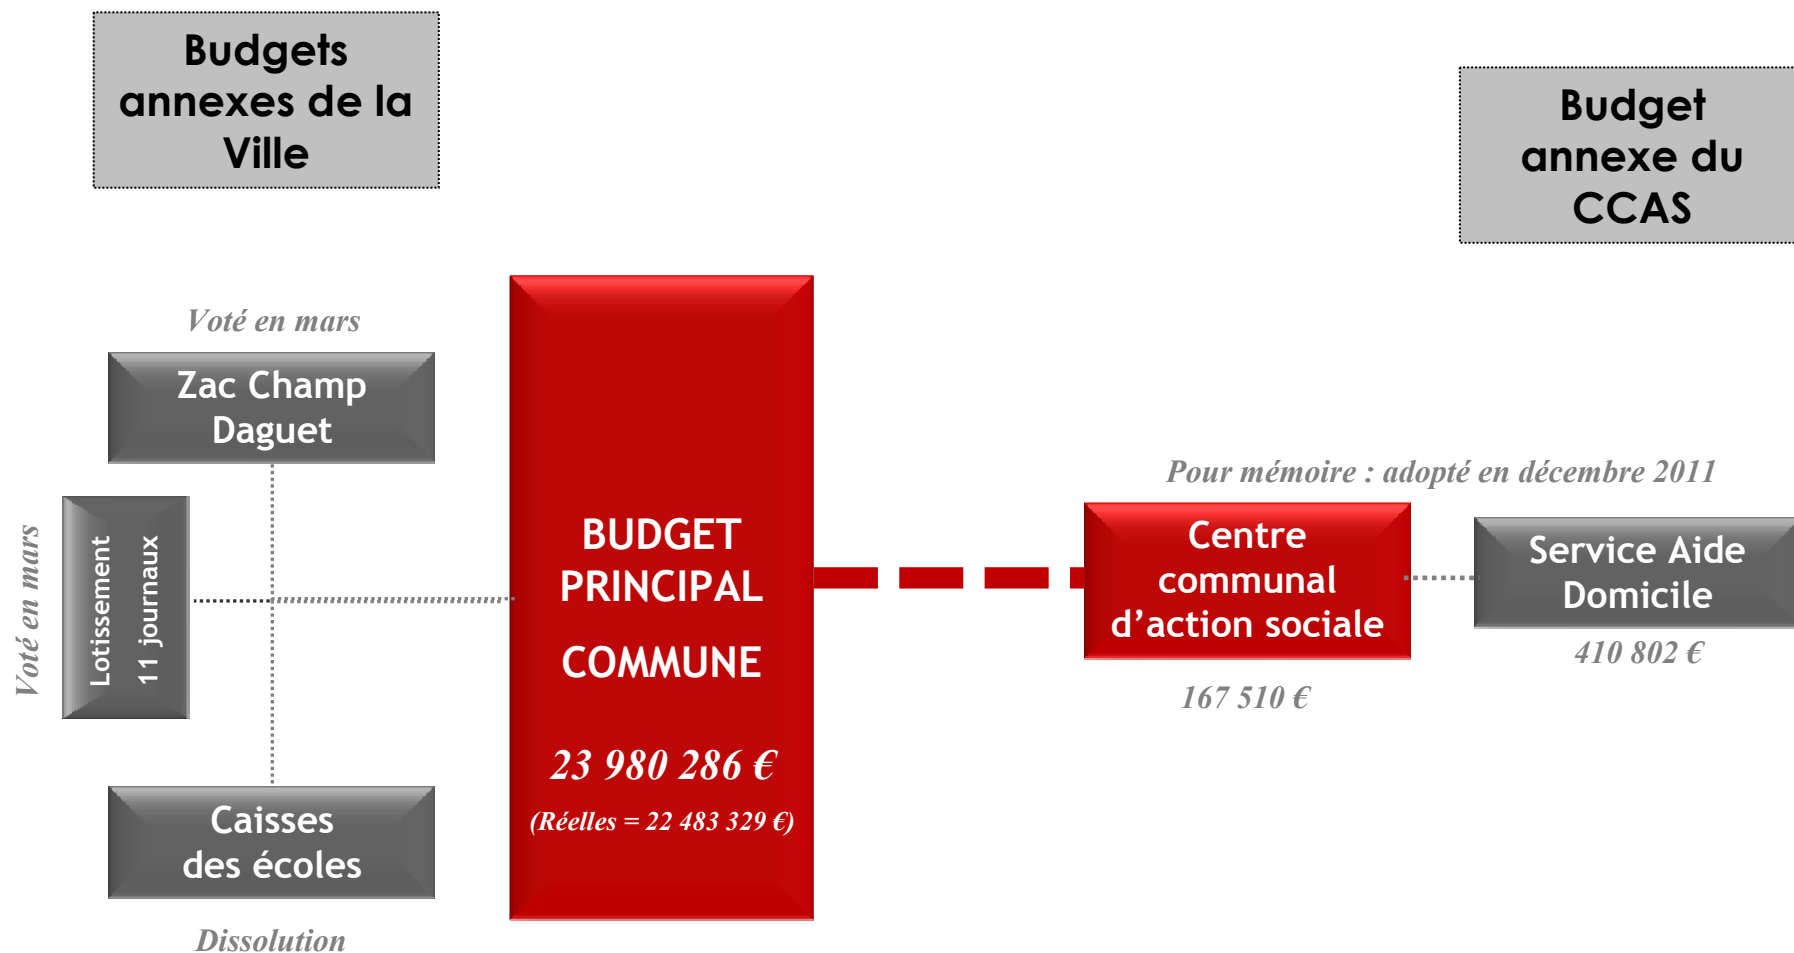 Budgets
annexes de la
Ville
Budget
annexe du
CCAS
Voté en mars
Zac Champ
Daguet
Voté en mars
Lotissement
11 journaux
Caisses
des écoles
Dissolution
BUDGET
PRINCIPAL
COMMUNE
23 980 286 €
(Réelles = 22 483 329 €)
Pour mémoire : adopté en décembre 2011
Centre
communal
d’action sociale
167 510 €
Service Aide
Domicile
410 802 €